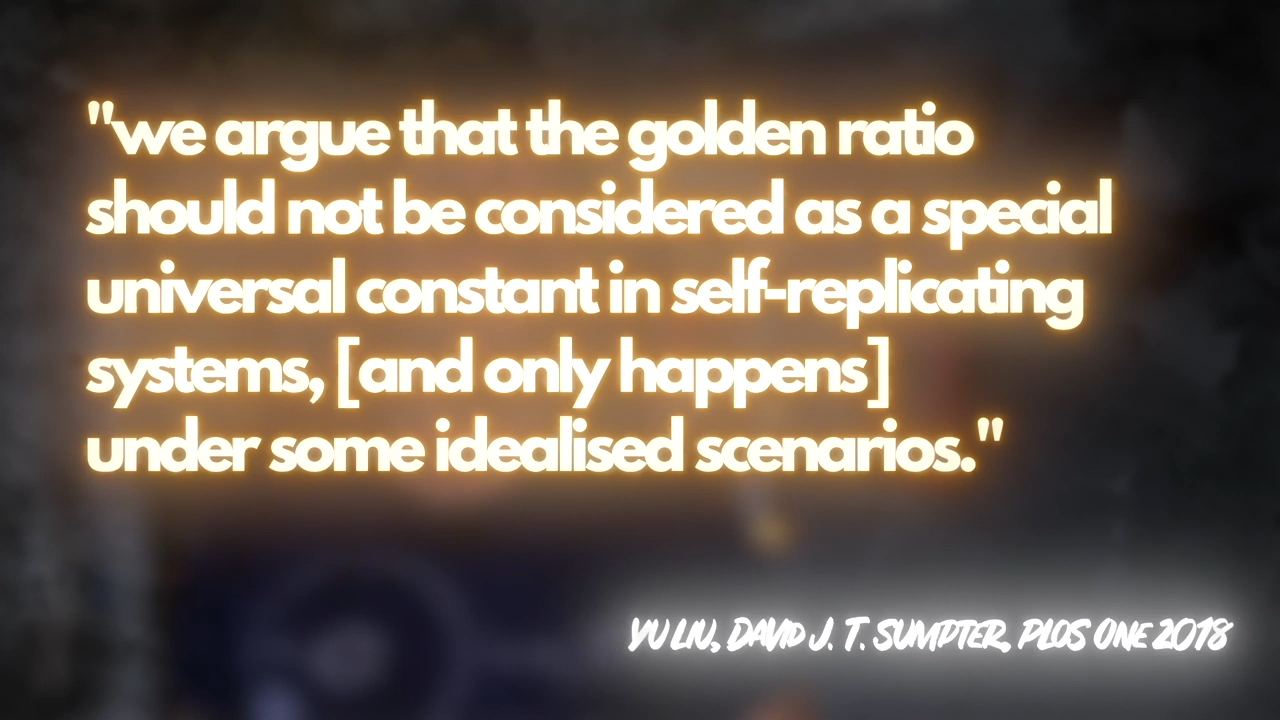 "we argue that the golden ratio
should not be considered as a special
universal constant in self-replicating
systems, [and only happens]
under some idealised scenarios."
YU LIU, DAVID J. T. SUMPTER, PLOS ONE 2018